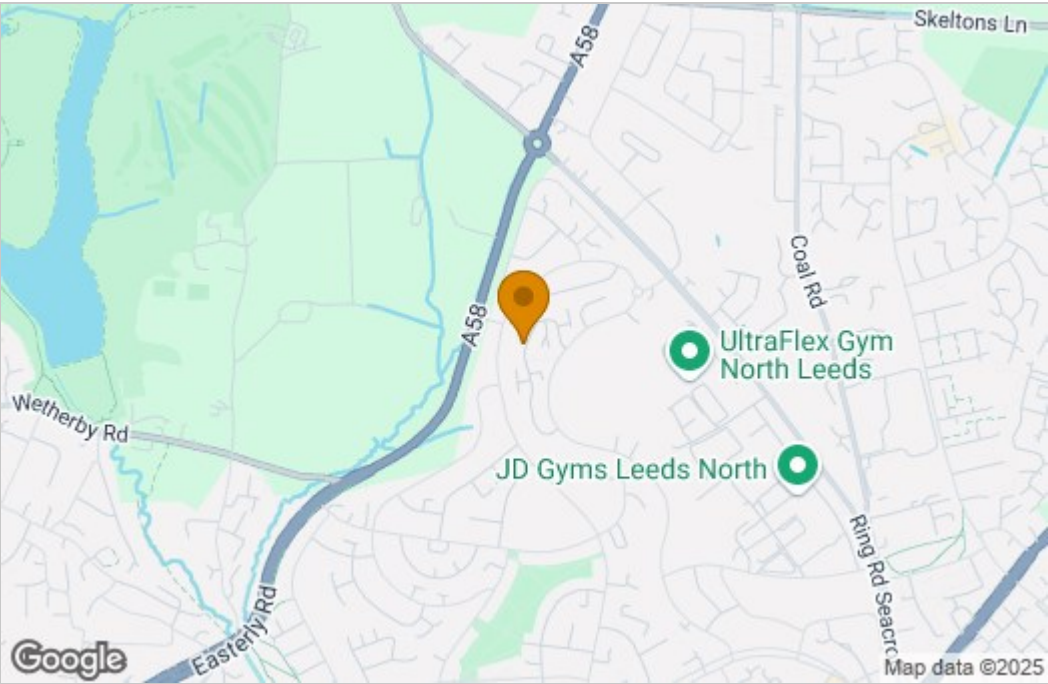 Skeltons Ln
A58
Coal Rd
A58
UltraFlex Gym
North Leeds
Wetherby Rd
JD Gyms Leeds North
Ring Rd Seacro
Easterly Rd
Google
Map data ©2025